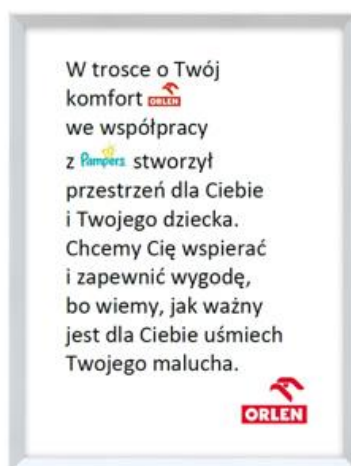 W trosce o Twój
komfort ORLEN
we współpracy
z Pampers stworzył
przestrzeń dla Ciebie
i Twojego dziecka.
Chcemy Cię wspierać
i zapewnić wygodę,
bo wiemy, jak ważny
jest dla Ciebie uśmiech
Twojego malucha.
ORLEN